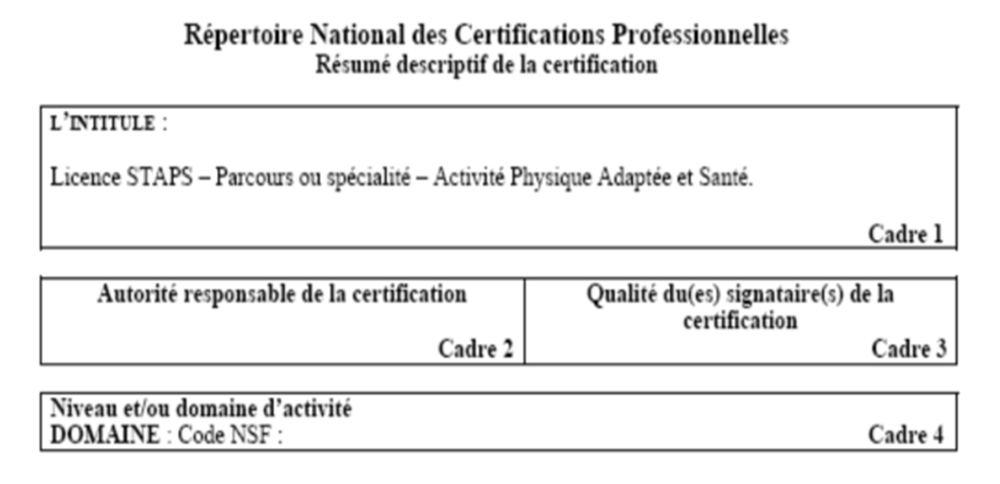 Répertoire National des Certifications Professionnelles
Résumé descriptif de la certification
L'INTITULE :
Licence STAPS – Parcours ou spécialité – Activité Physique Adaptée et Santé.
Cadre 1
Autorité responsable de la certification
Cadre 2
Qualité du(es) signataire(s) de la
certification
Cadre 3
Niveau et/ou domaine d'activité
DOMAINE : Code NSF :
Cadre 4